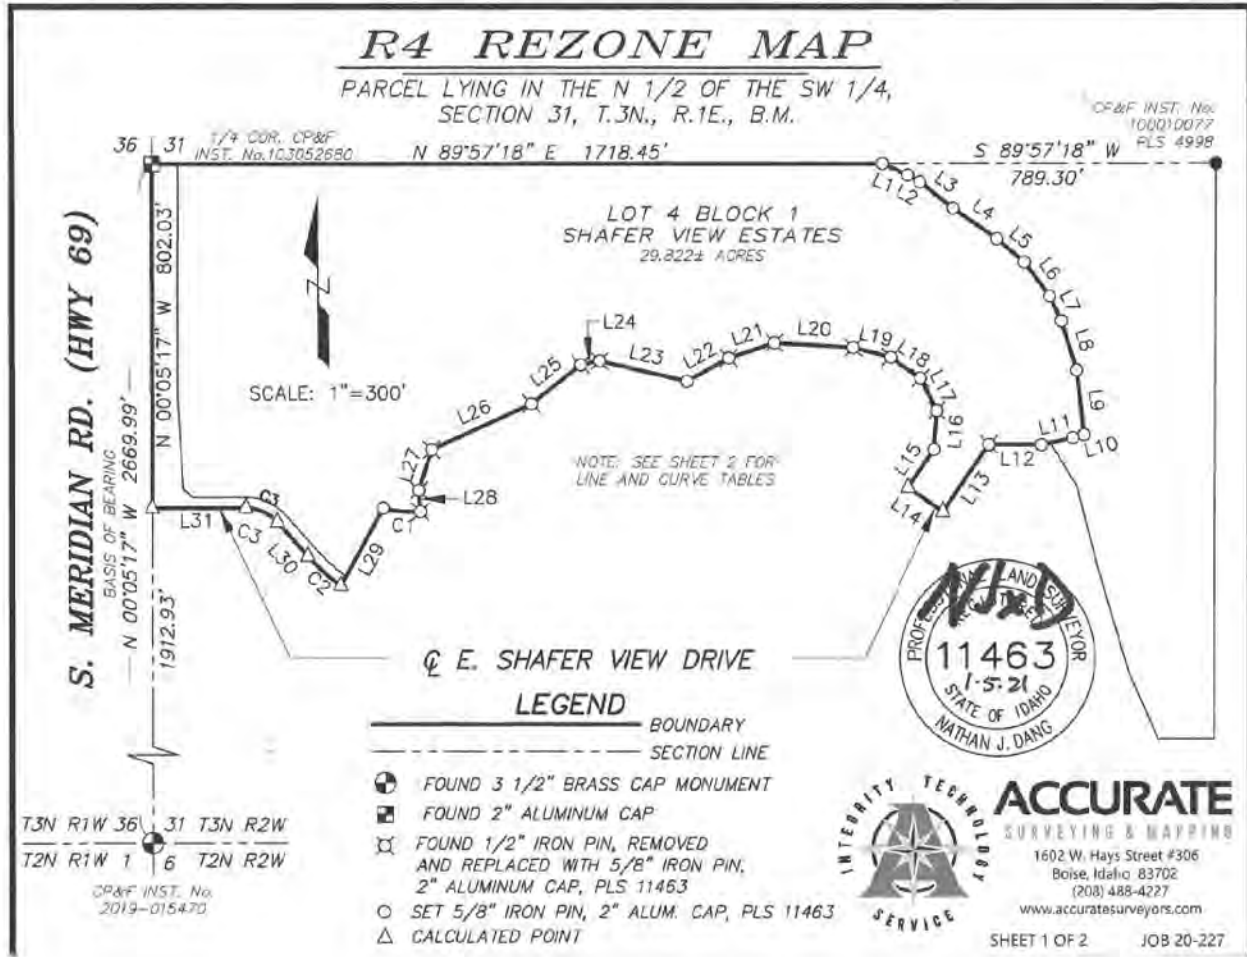 R4 REZONE MAP
PARCEL LYING IN THE N 1/2 OF THE SW 1/4,
SECTION 31, T.3N., R.1E., B.M.
CP&F INST. No.
100010077
PLS 4998
36 31
1/4 COR. CP&F
INST. No.103052680
N 89°57'18" E 1718.45'
S 89°57'18" W
789.30'
L1
L2
L3
L4
L5
L6
L7
L8
L9
L10
L11
L12
L13
L14
L15
L16
L17
L18
L19
L20
L21
L22
L23
L24
L25
L26
L27
L28
C1
L29
C2
L30
C3
C3
L31
LOT 4 BLOCK 1
SHAFER VIEW ESTATES
29.822± ACRES
S. MERIDIAN RD. (HWY 69)
BASIS OF BEARING
N 00°05'17" W 2669.99'
N 00°05'17" W 802.03'
1912.93'
Z
SCALE: 1"=300'
NOTE: SEE SHEET 2 FOR
LINE AND CURVE TABLES
℄ E. SHAFER VIEW DRIVE
PROFESSIONAL LAND SURVEYOR
REGISTERED
11463
1-5-21
STATE OF IDAHO
NATHAN J. DANG
LEGEND
BOUNDARY
SECTION LINE
FOUND 3 1/2" BRASS CAP MONUMENT
FOUND 2" ALUMINUM CAP
FOUND 1/2" IRON PIN, REMOVED
AND REPLACED WITH 5/8" IRON PIN,
2" ALUMINUM CAP, PLS 11463
SET 5/8" IRON PIN, 2" ALUM. CAP, PLS 11463
CALCULATED POINT
T3N R1W 36 31 T3N R2W
T2N R1W 1 6 T2N R2W
CP&F INST. No.
2019-015470
INTEGRITY TECHNOLOGY
SERVICE
ACCURATE
SURVEYING & MAPPING
1602 W. Hays Street #306
Boise, Idaho 83702
(208) 488-4227
www.accuratesurveyors.com
SHEET 1 OF 2 JOB 20-227